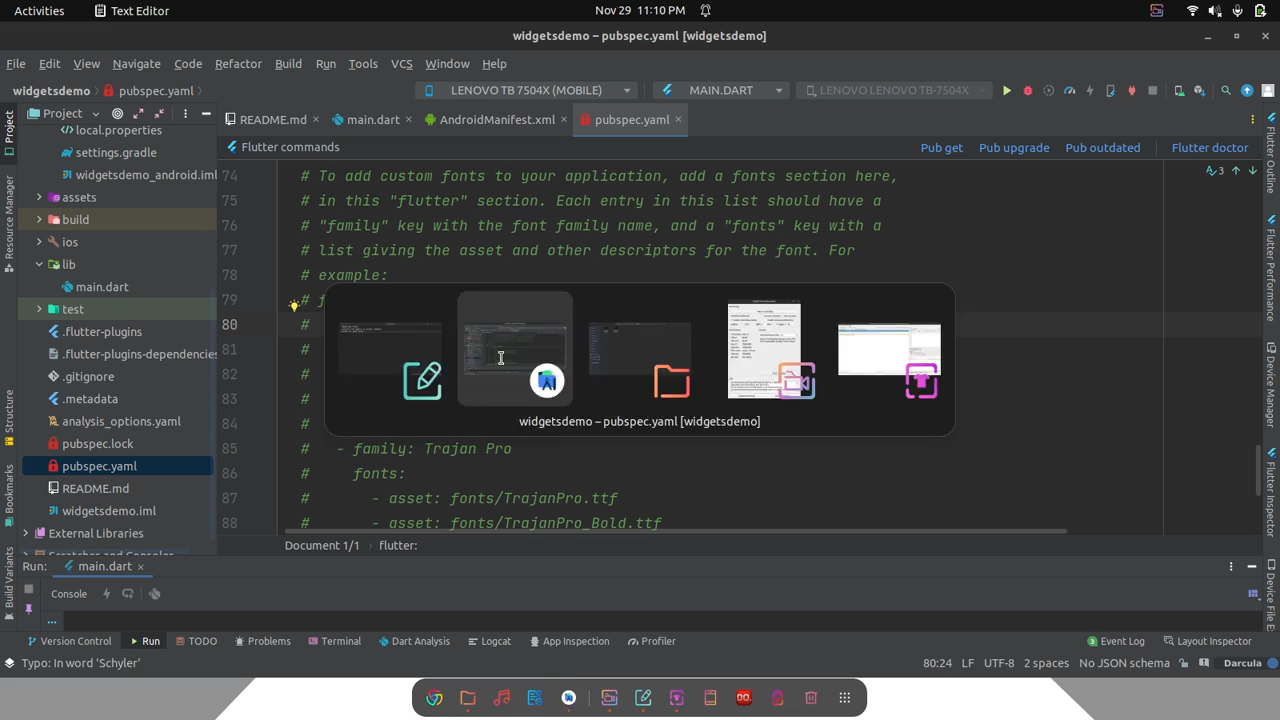 Activities Text Editor Nov 29 11:10 PM
widgetsdemo – pubspec.yaml [widgetsdemo]
File Edit View Navigate Code Refactor Build Run Tools VCS Window Help
widgetsdemo pubspec.yaml LENOVO TB 7504X (MOBILE) MAIN.DART LENOVO LENOVO TB-7504X
Project README.md main.dart AndroidManifest.xml pubspec.yaml
Flutter commands Pub get Pub upgrade Pub outdated Flutter doctor
local.properties
settings.gradle
widgetsdemo_android.iml
assets
build
ios
lib
main.dart
test
.flutter-plugins
.flutter-plugins-dependencies
.gitignore
.metadata
analysis_options.yaml
pubspec.lock
pubspec.yaml
README.md
widgetsdemo.iml
External Libraries
Scratches and Consoles
3
74 # To add custom fonts to your application, add a fonts section here,
75 # in this "flutter" section. Each entry in this list should have a
76 # "family" key with the font family name, and a "fonts" key with a
77 # list giving the asset and other descriptors for the font. For
78 # example:
79 # f
80 #
81 #
82 #
83 #
84 #
85 # - family: Trajan Pro
86 # fonts:
87 # - asset: fonts/TrajanPro.ttf
88 # - asset: fonts/TrajanPro_Bold.ttf
widgetsdemo – pubspec.yaml [widgetsdemo]
Document 1/1 Flutter:
Project
Resource Manager
Structure
Bookmarks
Build Variants
Flutter Outline
Flutter Performance
Flutter Inspector
Device File E
Run: main.dart
Console
...
Version Control Run TODO Problems Terminal Dart Analysis Logcat App Inspection Profiler 3 Event Log Layout Inspector
Typo: In word 'Schyler' 80:24 LF UTF-8 2 spaces No JSON schema Darcula